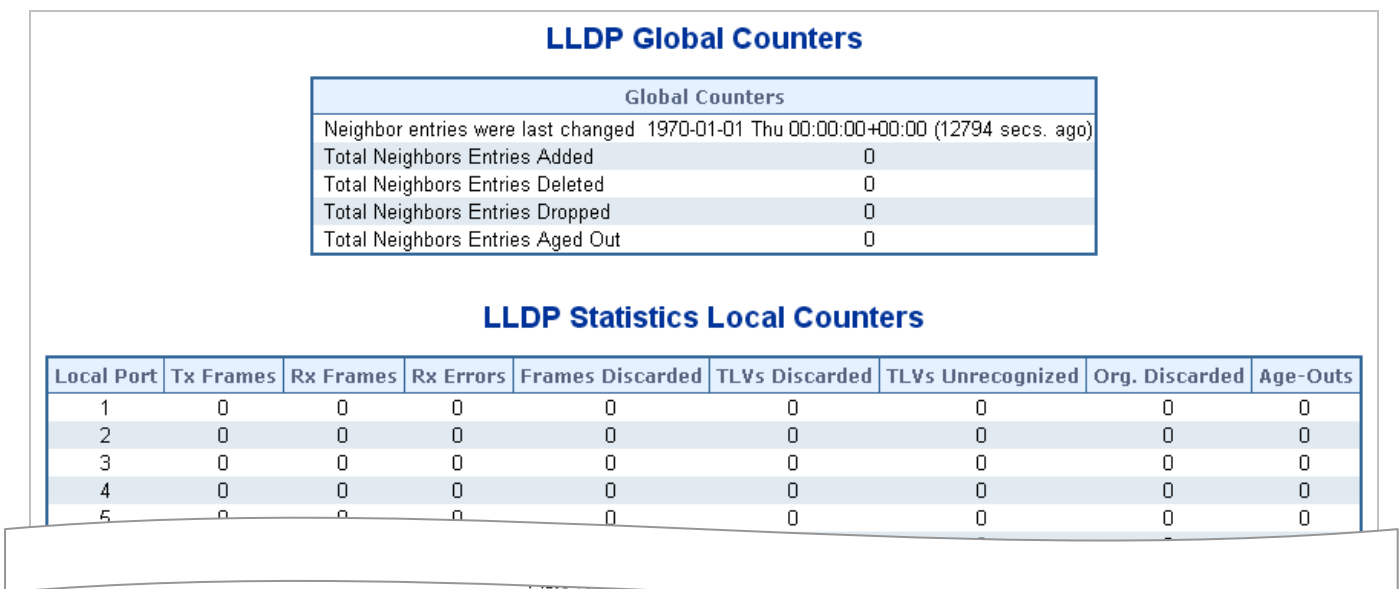 LLDP Global Counters
Global Counters
Neighbor entries were last changed 1970-01-01 Thu 00:00:00+00:00 (12794 secs. ago)
Total Neighbors Entries Added 0
Total Neighbors Entries Deleted 0
Total Neighbors Entries Dropped 0
Total Neighbors Entries Aged Out 0
LLDP Statistics Local Counters
Local Port Tx Frames Rx Frames Rx Errors Frames Discarded TLVs Discarded TLVs Unrecognized Org. Discarded Age-Outs
1 0 0 0 0 0 0 0 0
2 0 0 0 0 0 0 0 0
3 0 0 0 0 0 0 0 0
4 0 0 0 0 0 0 0 0
5 0 0 0 0 0 0 0 0